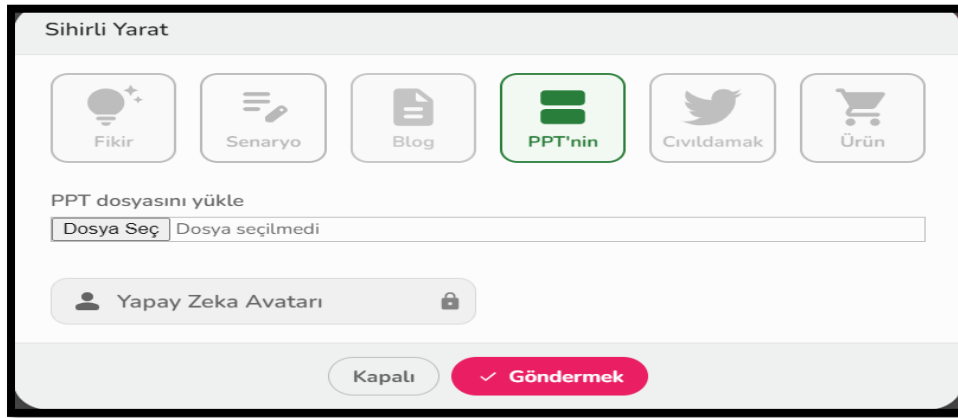 Sihirli Yarat
Fikir
Senaryo
Blog
PPT'nin
Cıvıldamak
Ürün
PPT dosyasını yükle
Dosya Seç Dosya seçilmedi
Yapay Zeka Avatarı
Kapalı
Göndermek